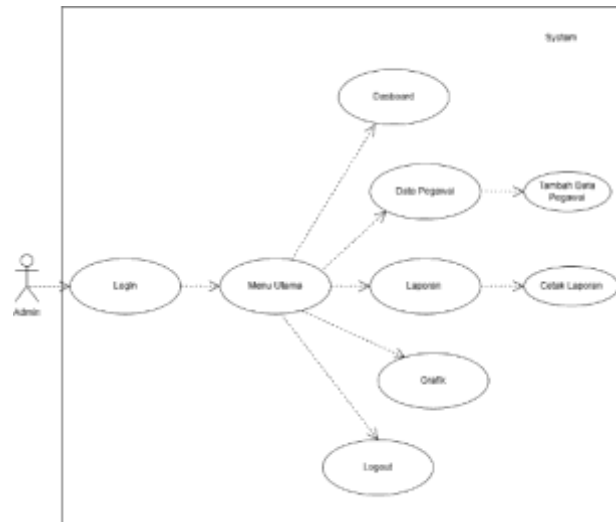 System
Dasboard
Data Pegawai
Tambah Data
Pegawai
Admin
Login
Menu Utama
Laporan
Cetak Laporan
Grafik
Logout